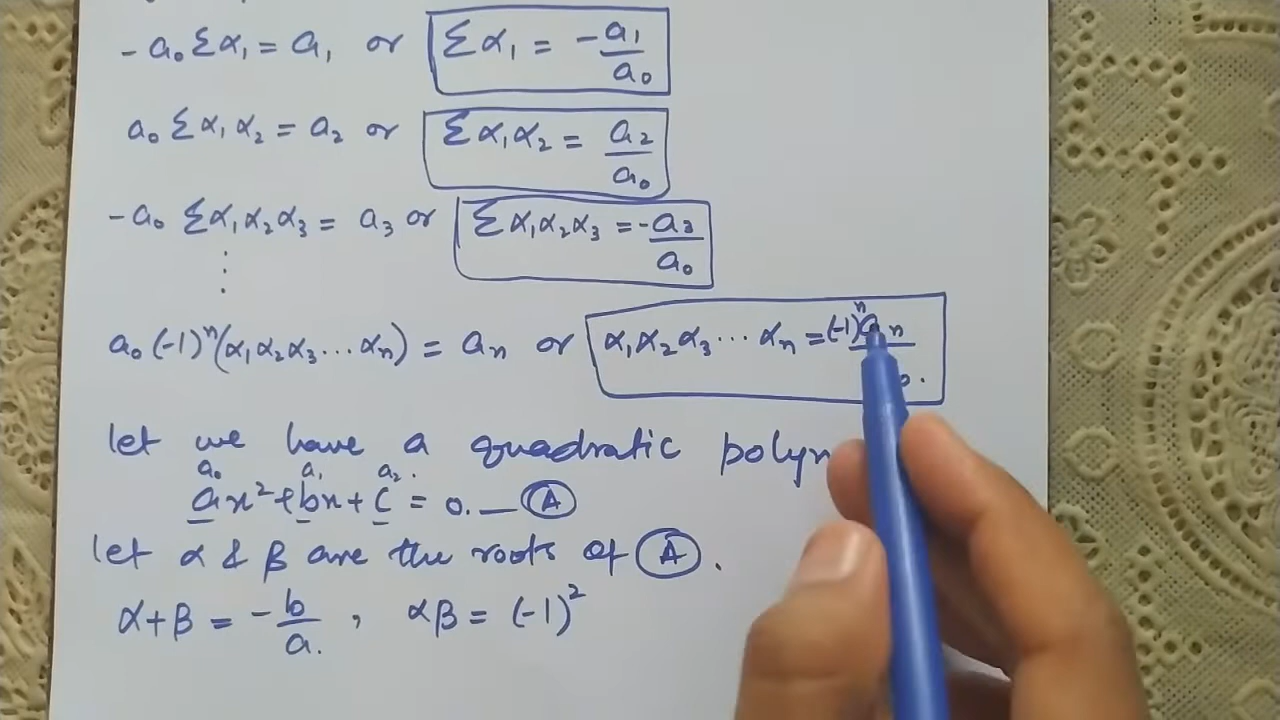 -a₀ Σα₁ = a₁ or Σα₁ = -a₁/a₀
a₀ Σα₁α₂ = a₂ or Σα₁α₂ = a₂/a₀
-a₀ Σα₁α₂α₃ = a₃ or Σα₁α₂α₃ = -a₃/a₀
⋮
a₀(-1)ⁿ(α₁α₂α₃...αₙ) = aₙ or α₁α₂α₃...αₙ = (-1)ⁿaₙ/
let we have a quadratic
a₀ a₁ a₂.
ax²+bx+c = 0. — (A)
let α & β are the roots of (A).
α+β = -b/a. , αβ = (-1)²